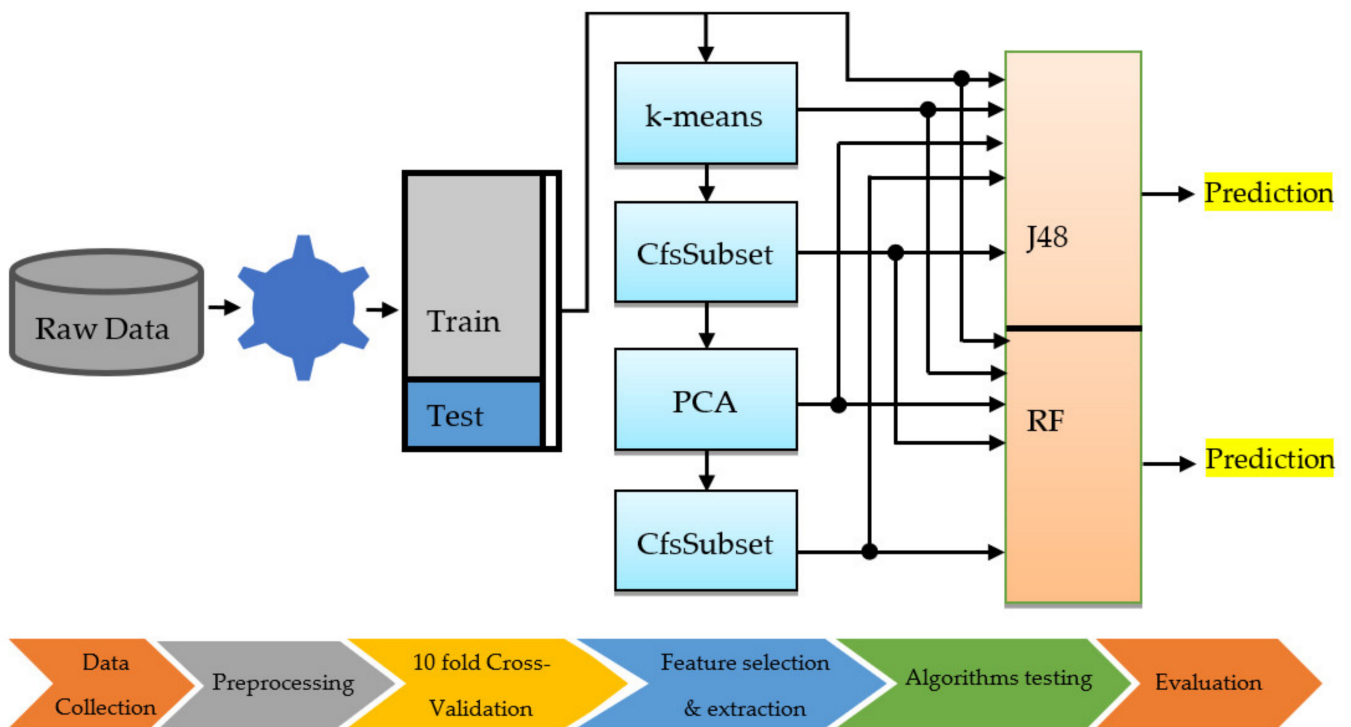 k-means
CfsSubset
PCA
CfsSubset
Raw Data
Train
Test
J48
RF
Prediction
Prediction
Data
Collection
Preprocessing
10 fold Cross-
Validation
Feature selection
& extraction
Algorithms testing
Evaluation